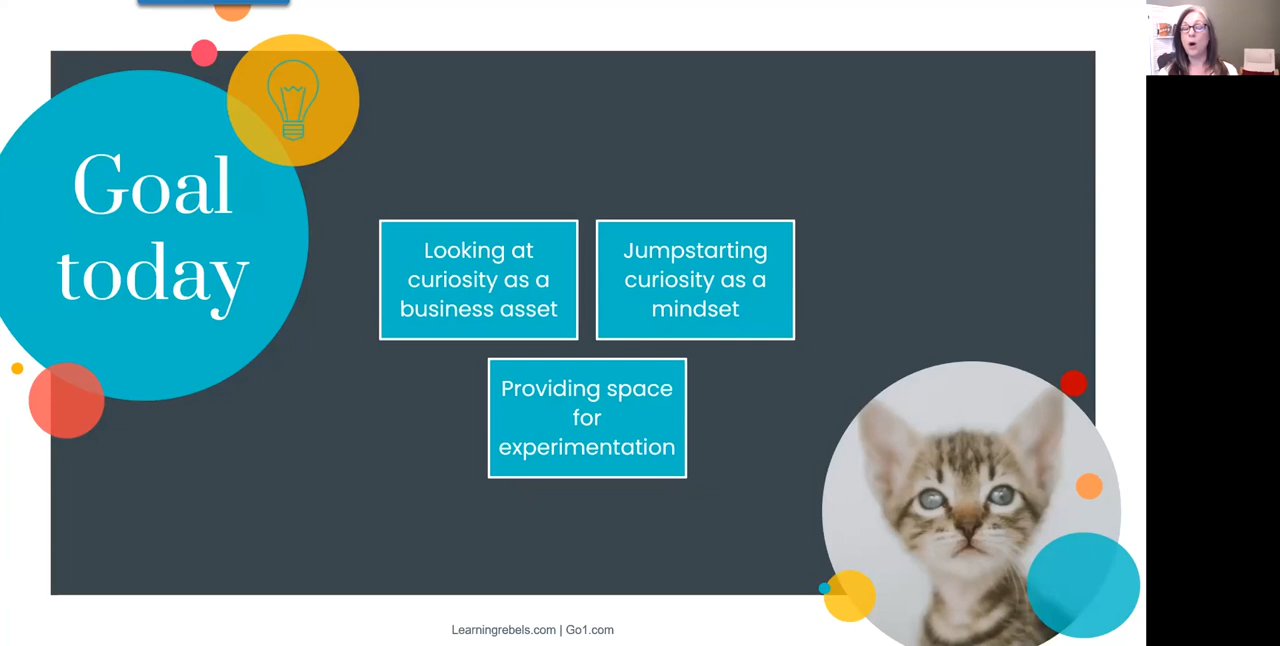 Goal
today
Looking at
curiosity as a
business asset
Jumpstarting
curiosity as a
mindset
Providing space
for
experimentation
Learningrebels.com | Go1.com